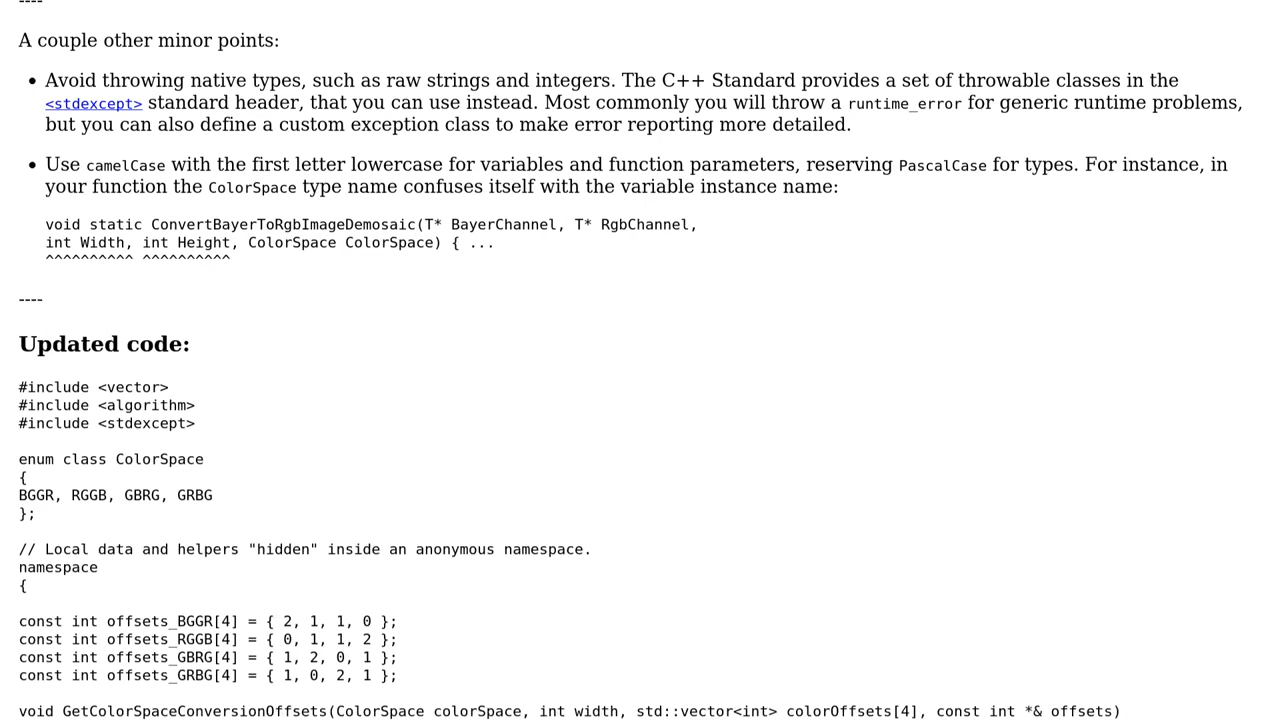 ----
A couple other minor points:
• Avoid throwing native types, such as raw strings and integers. The C++ Standard provides a set of throwable classes in the
<stdexcept> standard header, that you can use instead. Most commonly you will throw a runtime_error for generic runtime problems,
but you can also define a custom exception class to make error reporting more detailed.
• Use camelCase with the first letter lowercase for variables and function parameters, reserving PascalCase for types. For instance, in
your function the ColorSpace type name confuses itself with the variable instance name:
void static ConvertBayerToRgbImageDemosaic(T* BayerChannel, T* RgbChannel,
int Width, int Height, ColorSpace ColorSpace) { ...
^^^^^^^^^^ ^^^^^^^^^^
----
Updated code:
#include <vector>
#include <algorithm>
#include <stdexcept>
enum class ColorSpace
{
BGGR, RGGB, GBRG, GRBG
};
// Local data and helpers "hidden" inside an anonymous namespace.
namespace
{
const int offsets_BGGR[4] = { 2, 1, 1, 0 };
const int offsets_RGGB[4] = { 0, 1, 1, 2 };
const int offsets_GBRG[4] = { 1, 2, 0, 1 };
const int offsets_GRBG[4] = { 1, 0, 2, 1 };
void GetColorSpaceConversionOffsets(ColorSpace colorSpace, int width, std::vector<int> colorOffsets[4], const int *& offsets)